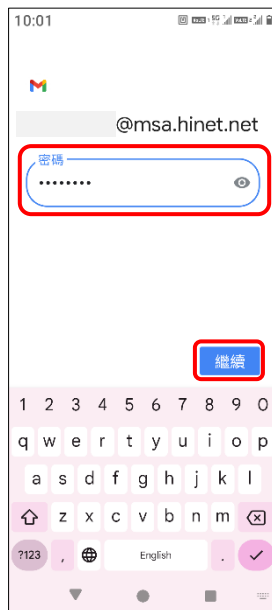 10:01
@msa.hinet.net
密碼
••••••••
繼續
1 2 3 4 5 6 7 8 9 0
q w e r t y u i o p
a s d f g h j k l
z x c v b n m
?123 , English .